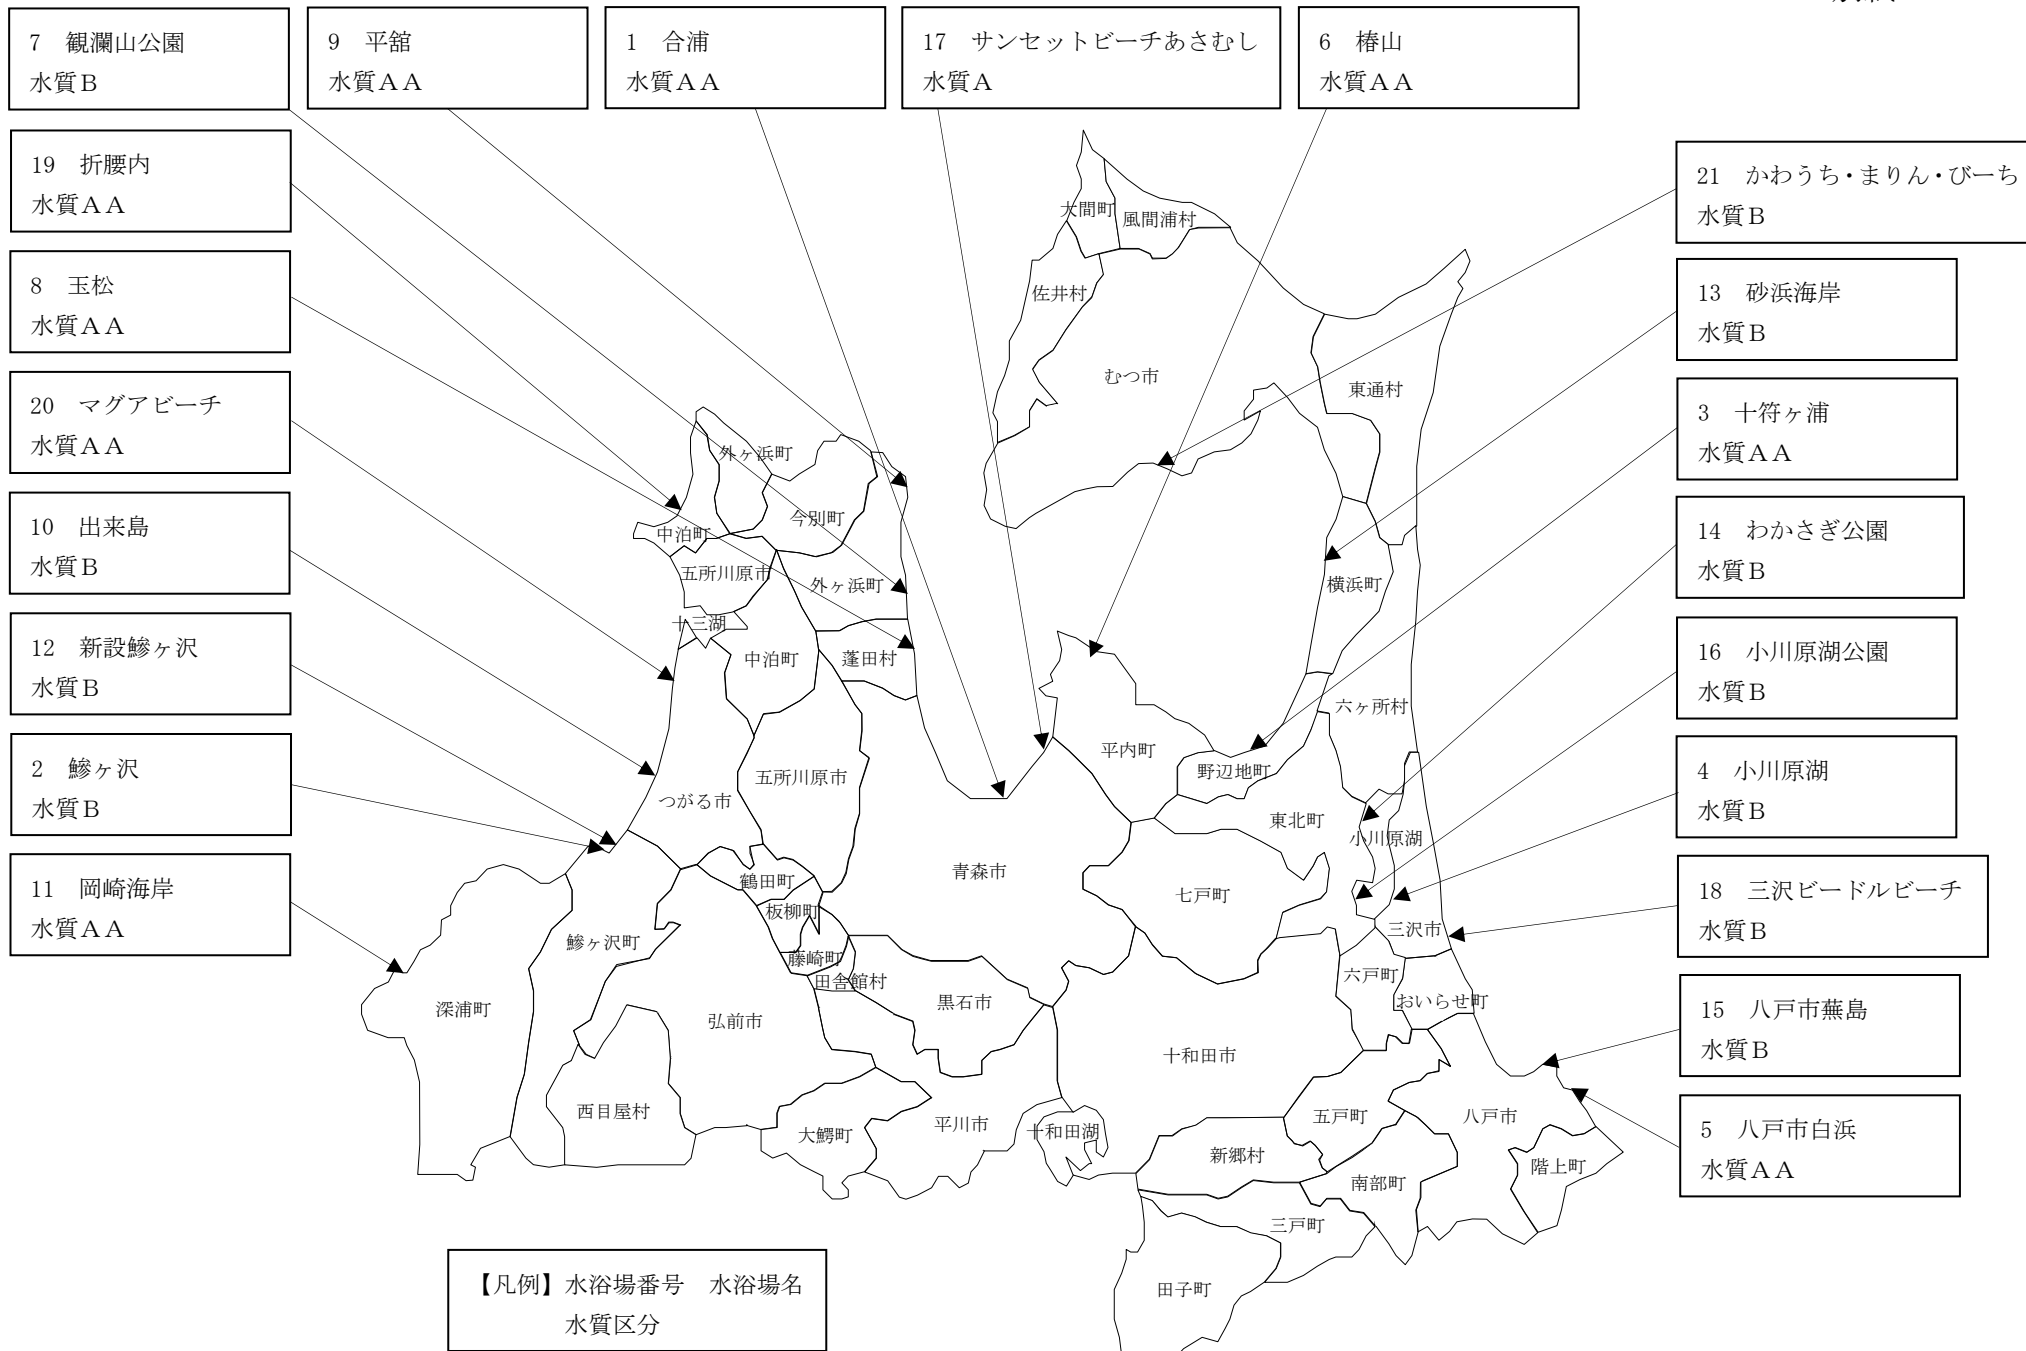 7 観瀾山公園
水質B
9 平舘
水質AA
1 合浦
水質AA
17 サンセットビーチあさむし
水質A
6 椿山
水質AA
19 折腰内
水質AA
8 玉松
水質AA
20 マグアビーチ
水質AA
10 出来島
水質B
12 新設鰺ヶ沢
水質B
2 鰺ヶ沢
水質B
11 岡崎海岸
水質AA
21 かわうち・まりん・びーち
水質B
13 砂浜海岸
水質B
3 十符ヶ浦
水質AA
14 わかさぎ公園
水質B
16 小川原湖公園
水質B
4 小川原湖
水質B
18 三沢ビードルビーチ
水質B
15 八戸市蕪島
水質B
5 八戸市白浜
水質AA
大間町
風間浦村
佐井村
むつ市
東通村
外ヶ浜町
今別町
中泊町
五所川原市
外ヶ浜町
横浜町
十三湖
中泊町
蓬田村
六ヶ所村
平内町
野辺地町
五所川原市
つがる市
東北町
小川原湖
青森市
鶴田町
七戸町
板柳町
三沢市
鰺ヶ沢町
藤崎町
田舎館村
六戸町
おいらせ町
深浦町
黒石市
弘前市
十和田市
西目屋村
大鰐町
平川市
十和田湖
五戸町
八戸市
新郷村
階上町
南部町
三戸町
田子町
【凡例】水浴場番号 水浴場名
水質区分